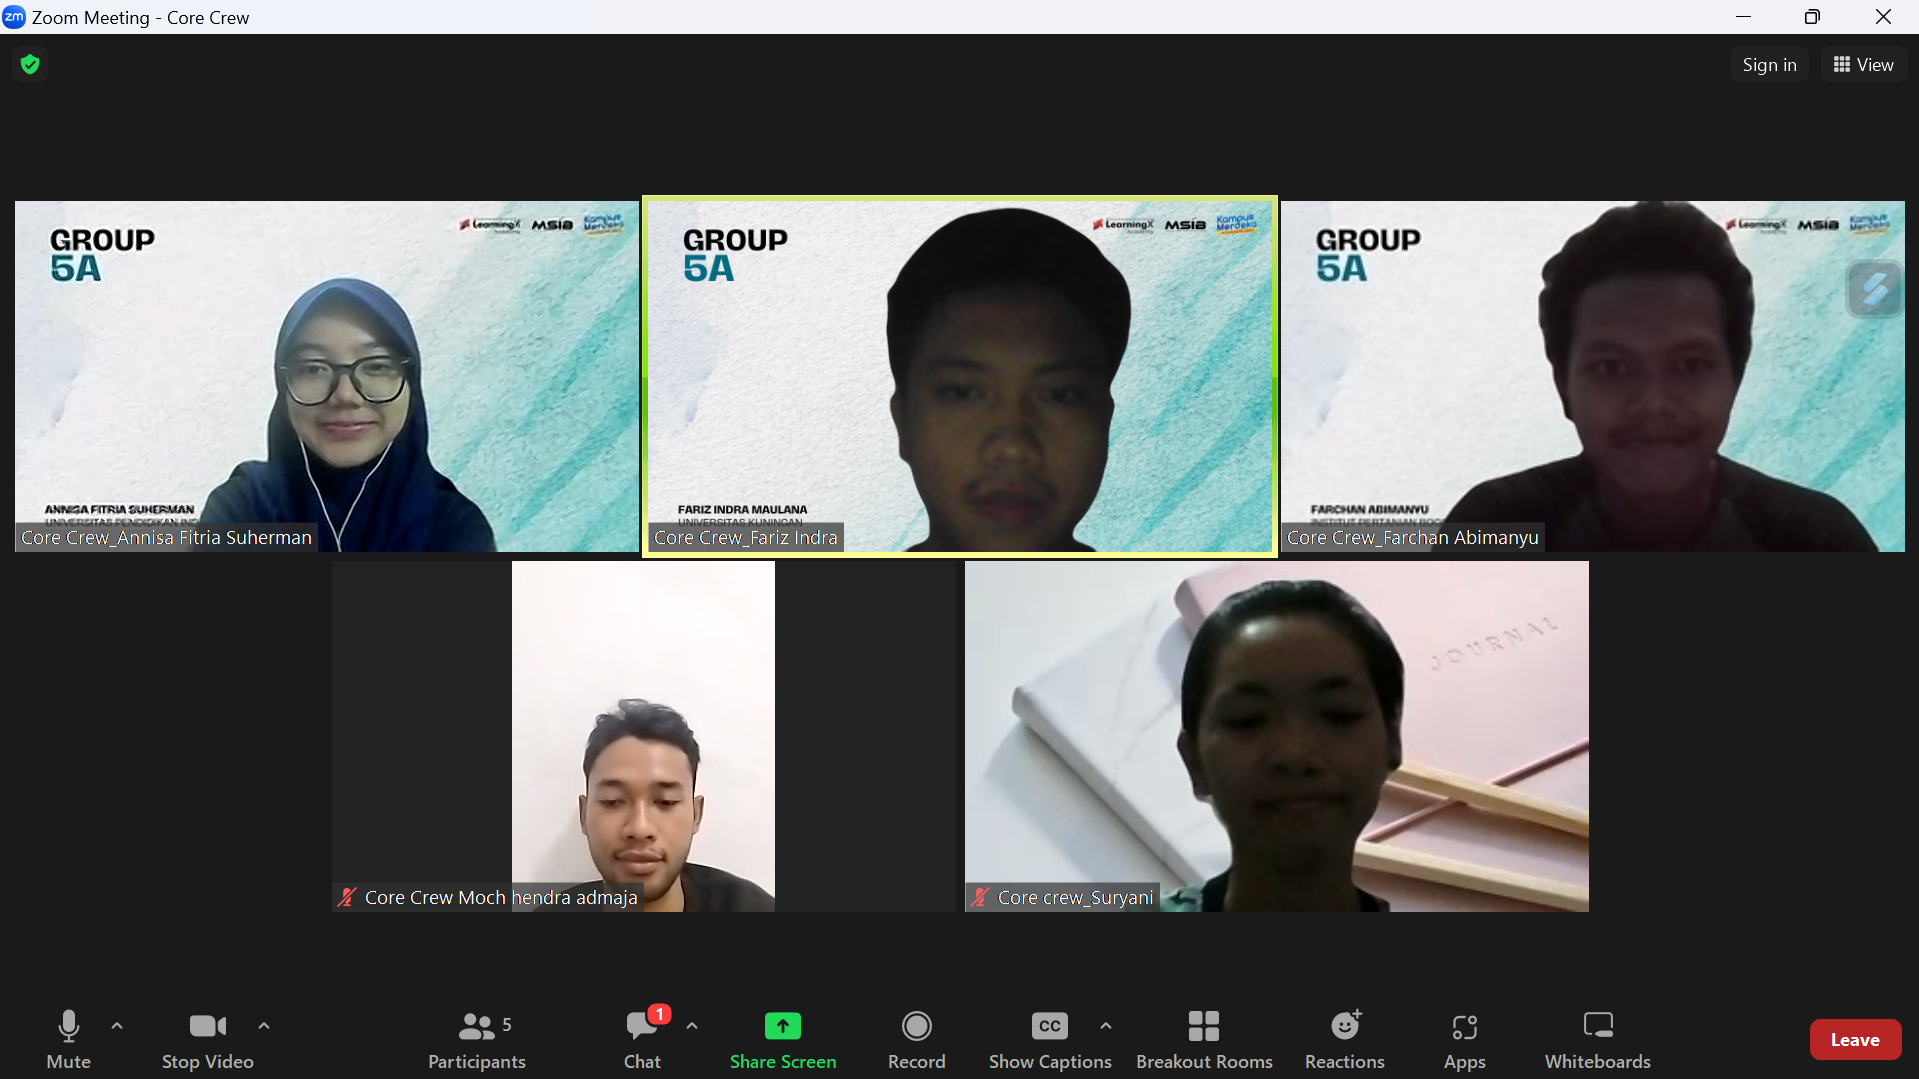 zm Zoom Meeting - Core Crew
Sign in
View
GROUP
5A
LearningX
Academy
MSIB
Kampus
Merdeka
ANNISA FITRIA SUHERMAN
UNIVERSITAS PENDIDIKAN IND
Core Crew_Annisa Fitria Suherman
GROUP
5A
LearningX
Academy
MSIB
Kampus
Merdeka
FARIZ INDRA MAULANA
UNIVERSITAS KUNINGAN
Core Crew_Fariz Indra
GROUP
5A
LearningX
MSIB
Kampus
Merdeka
FARCHAN ABIMANYU
INSTITUT PERTANIAN BOG
Core Crew_Farchan Abimanyu
Core Crew Moch hendra admaja
JOURNAL
Core crew_Suryani
Mute
Stop Video
5
Participants
1
Chat
Share Screen
Record
CC
Show Captions
Breakout Rooms
Reactions
Apps
Whiteboards
Leave